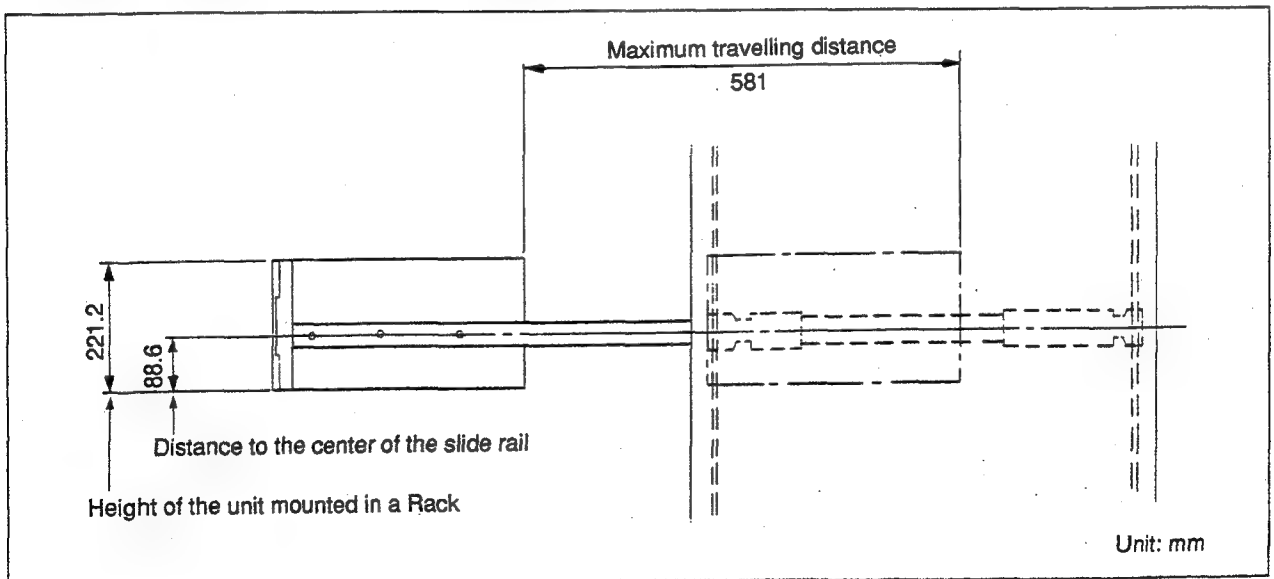 Maximum travelling distance
581
221.2
88.6
Distance to the center of the slide rail
Height of the unit mounted in a Rack
Unit: mm